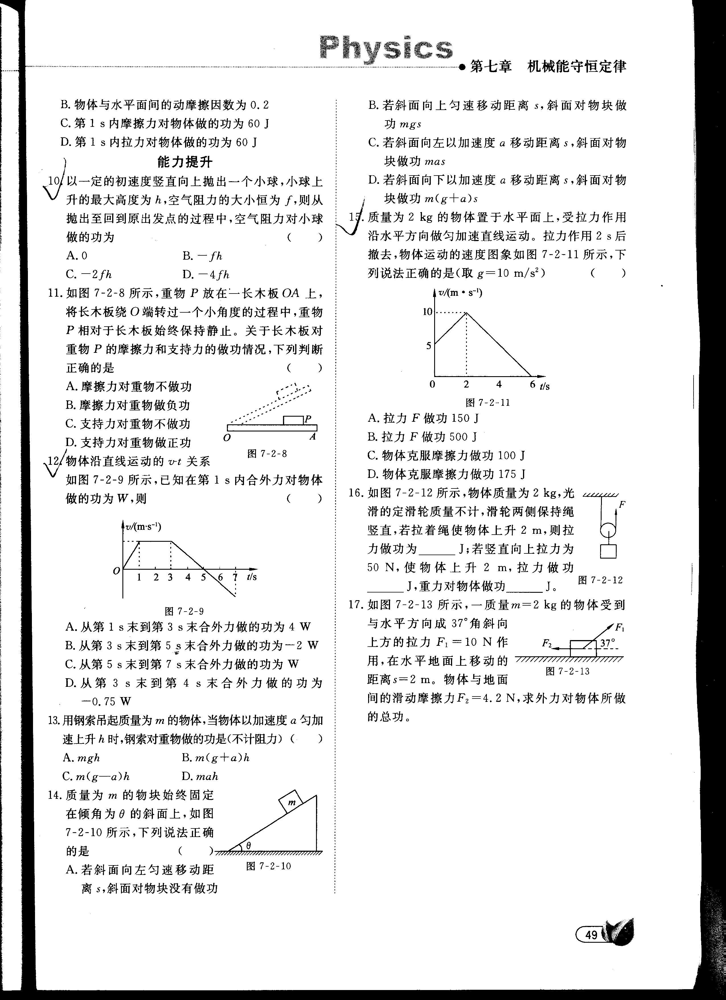 Physics
第七章 机械能守恒定律
B. 物体与水平面间的动摩擦因数为 0.2
C. 第 1 s 内摩擦力对物体做的功为 60 J
D. 第 1 s 内拉力对物体做的功为 60 J
能力提升
10. 以一定的初速度竖直向上抛出一个小球,小球上
升的最大高度为 h,空气阻力的大小恒为 f,则从
抛出至回到原出发点的过程中,空气阻力对小球
做的功为 ( )
A. 0 B. －fh
C. －2fh D. －4fh
11. 如图 7-2-8 所示,重物 P 放在一长木板 OA 上,
将长木板绕 O 端转过一个小角度的过程中,重物
P 相对于长木板始终保持静止。关于长木板对
重物 P 的摩擦力和支持力的做功情况,下列判断
正确的是 ( )
A. 摩擦力对重物不做功
B. 摩擦力对重物做负功
C. 支持力对重物不做功
D. 支持力对重物做正功
P
O A
图 7-2-8
12. 物体沿直线运动的 v-t 关系
如图 7-2-9 所示,已知在第 1 s 内合外力对物体
做的功为 W,则 ( )
v/(m·s⁻¹)
O 1 2 3 4 5 6 7 t/s
图 7-2-9
A. 从第 1 s 末到第 3 s 末合外力做的功为 4 W
B. 从第 3 s 末到第 5 s 末合外力做的功为－2 W
C. 从第 5 s 末到第 7 s 末合外力做的功为 W
D. 从第 3 s 末到第 4 s 末合外力做的功为
－0.75 W
13. 用钢索吊起质量为 m 的物体,当物体以加速度 a 匀加
速上升 h 时,钢索对重物做的功是(不计阻力) ( )
A. mgh B. m(g＋a)h
C. m(g—a)h D. mah
14. 质量为 m 的物块始终固定
在倾角为 θ 的斜面上,如图
7-2-10 所示,下列说法正确
的是 ( )
m
θ
图 7-2-10
A. 若斜面向左匀速移动距
离 s,斜面对物块没有做功
B. 若斜面向上匀速移动距离 s,斜面对物块做
功 mgs
C. 若斜面向左以加速度 a 移动距离 s,斜面对物
块做功 mas
D. 若斜面向下以加速度 a 移动距离 s,斜面对物
块做功 m(g＋a)s
15. 质量为 2 kg 的物体置于水平面上,受拉力作用
沿水平方向做匀加速直线运动。拉力作用 2 s 后
撤去,物体运动的速度图象如图 7-2-11 所示,下
列说法正确的是(取 g＝10 m/s²) ( )
v/(m·s⁻¹)
10
5
0 2 4 6 t/s
图 7-2-11
A. 拉力 F 做功 150 J
B. 拉力 F 做功 500 J
C. 物体克服摩擦力做功 100 J
D. 物体克服摩擦力做功 175 J
16. 如图 7-2-12 所示,物体质量为 2 kg,光
滑的定滑轮质量不计,滑轮两侧保持绳
竖直,若拉着绳使物体上升 2 m,则拉
力做功为______ J;若竖直向上拉力为
50 N,使物体上升 2 m,拉力做功
______ J,重力对物体做功______ J。
F
图 7-2-12
17. 如图 7-2-13 所示,一质量m＝2 kg 的物体受到
与水平方向成 37°角斜向
上方的拉力 F₁＝10 N 作
用,在水平地面上移动的
距离s＝2 m。物体与地面
间的滑动摩擦力F₂＝4.2 N,求外力对物体所做
的总功。
F₁
F₂
37°
图 7-2-13
49